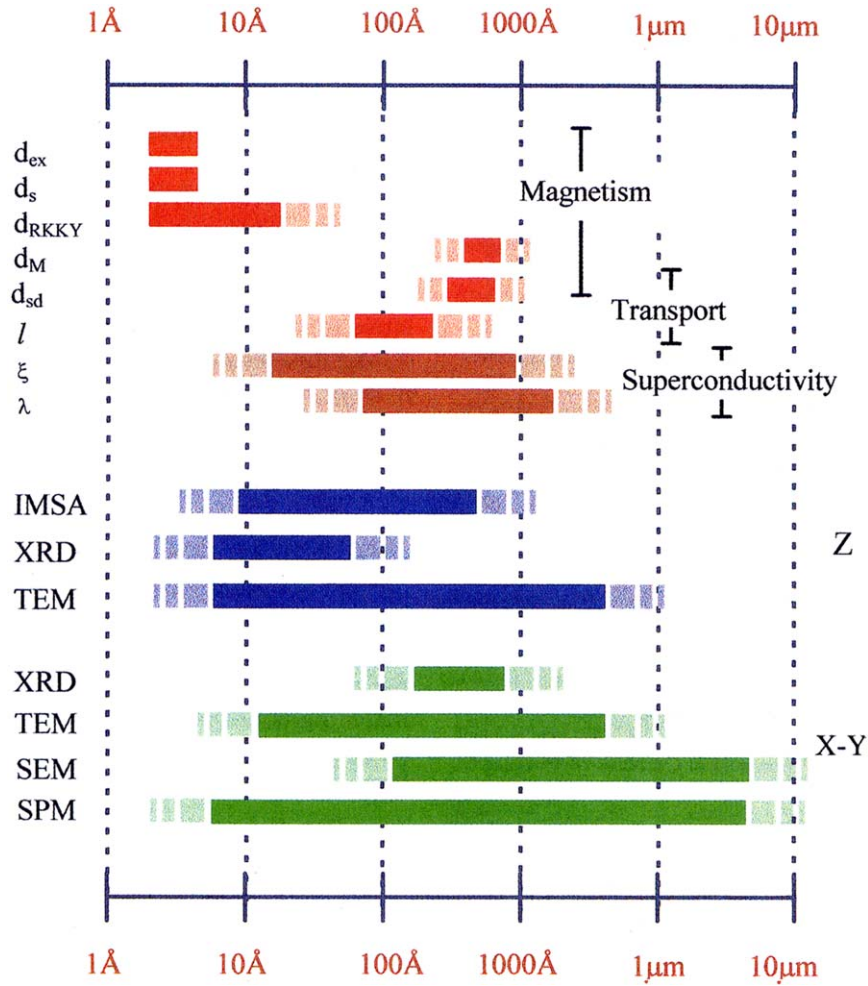 1Å 10Å 100Å 1000Å 1μm 10μm
d_ex
d_s
Magnetism
d_RKKY
d_M
d_sd
Transport
l
ξ
Superconductivity
λ
IMSA
XRD
Z
TEM
XRD
TEM
X-Y
SEM
SPM
1Å 10Å 100Å 1000Å 1μm 10μm